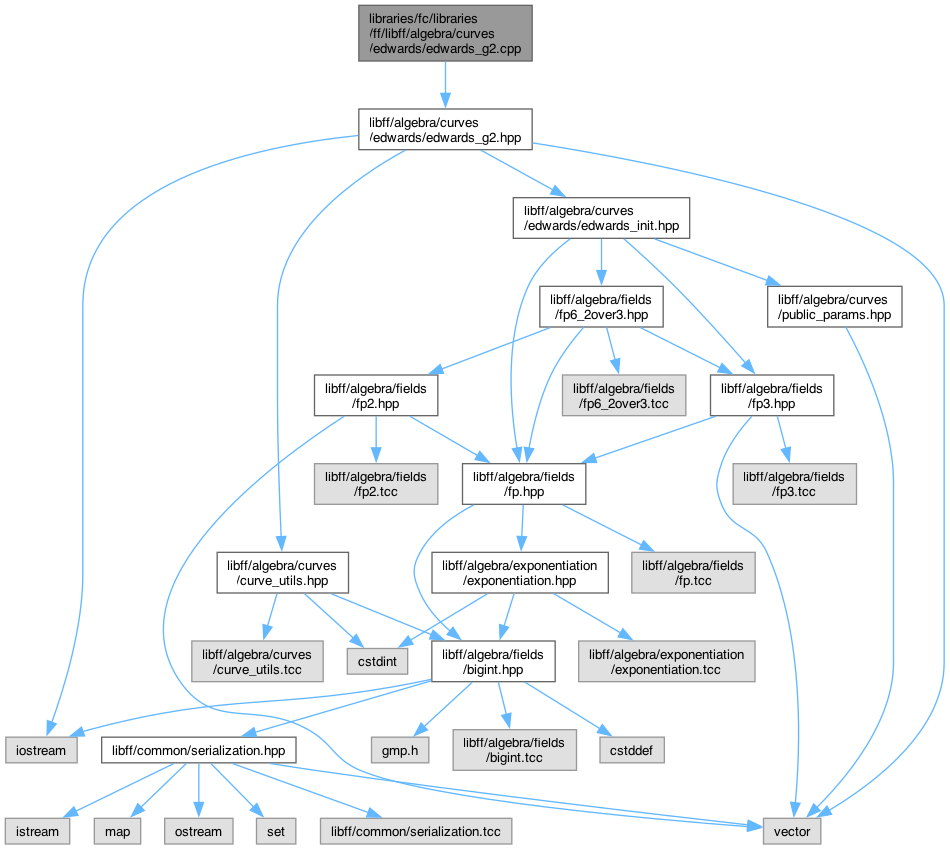 libraries/fc/libraries
/ff/libff/algebra/curves
/edwards/edwards_g2.cpp
libff/algebra/curves
/edwards/edwards_g2.hpp
libff/algebra/curves
/edwards/edwards_init.hpp
libff/algebra/fields
/fp6_2over3.hpp
libff/algebra/curves
/public_params.hpp
libff/algebra/fields
/fp2.hpp
libff/algebra/fields
/fp6_2over3.tcc
libff/algebra/fields
/fp3.hpp
libff/algebra/fields
/fp2.tcc
libff/algebra/fields
/fp.hpp
libff/algebra/fields
/fp3.tcc
libff/algebra/curves
/curve_utils.hpp
libff/algebra/exponentiation
/exponentiation.hpp
libff/algebra/fields
/fp.tcc
libff/algebra/curves
/curve_utils.tcc
cstdint
libff/algebra/fields
/bigint.hpp
libff/algebra/exponentiation
/exponentiation.tcc
iostream
libff/common/serialization.hpp
gmp.h
libff/algebra/fields
/bigint.tcc
cstddef
istream
map
ostream
set
libff/common/serialization.tcc
vector